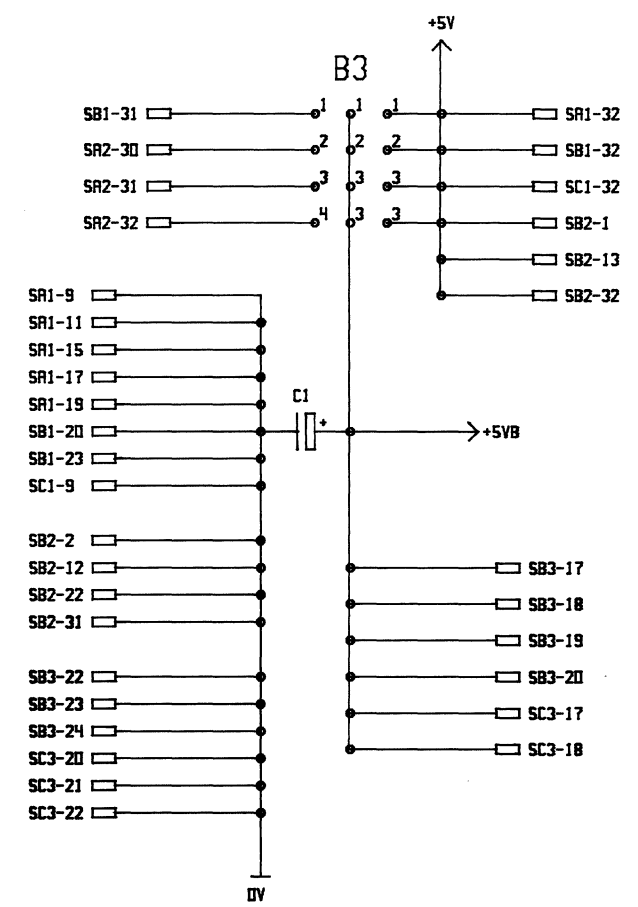 +5V
B3
SB1-31 1 1 1 SA1-32
SA2-30 2 2 2 SB1-32
SA2-31 3 3 3 SC1-32
SA2-32 4 3 3 SB2-1
SB2-13
SB2-32
SA1-9
SA1-11
SA1-15
SA1-17
SA1-19
C1
SB1-20 + +5VB
SB1-23
SC1-9
SB2-2
SB2-12
SB3-17
SB2-22
SB3-18
SB2-31
SB3-19
SB3-22
SB3-20
SB3-23
SC3-17
SB3-24
SC3-18
SC3-20
SC3-21
SC3-22
0V